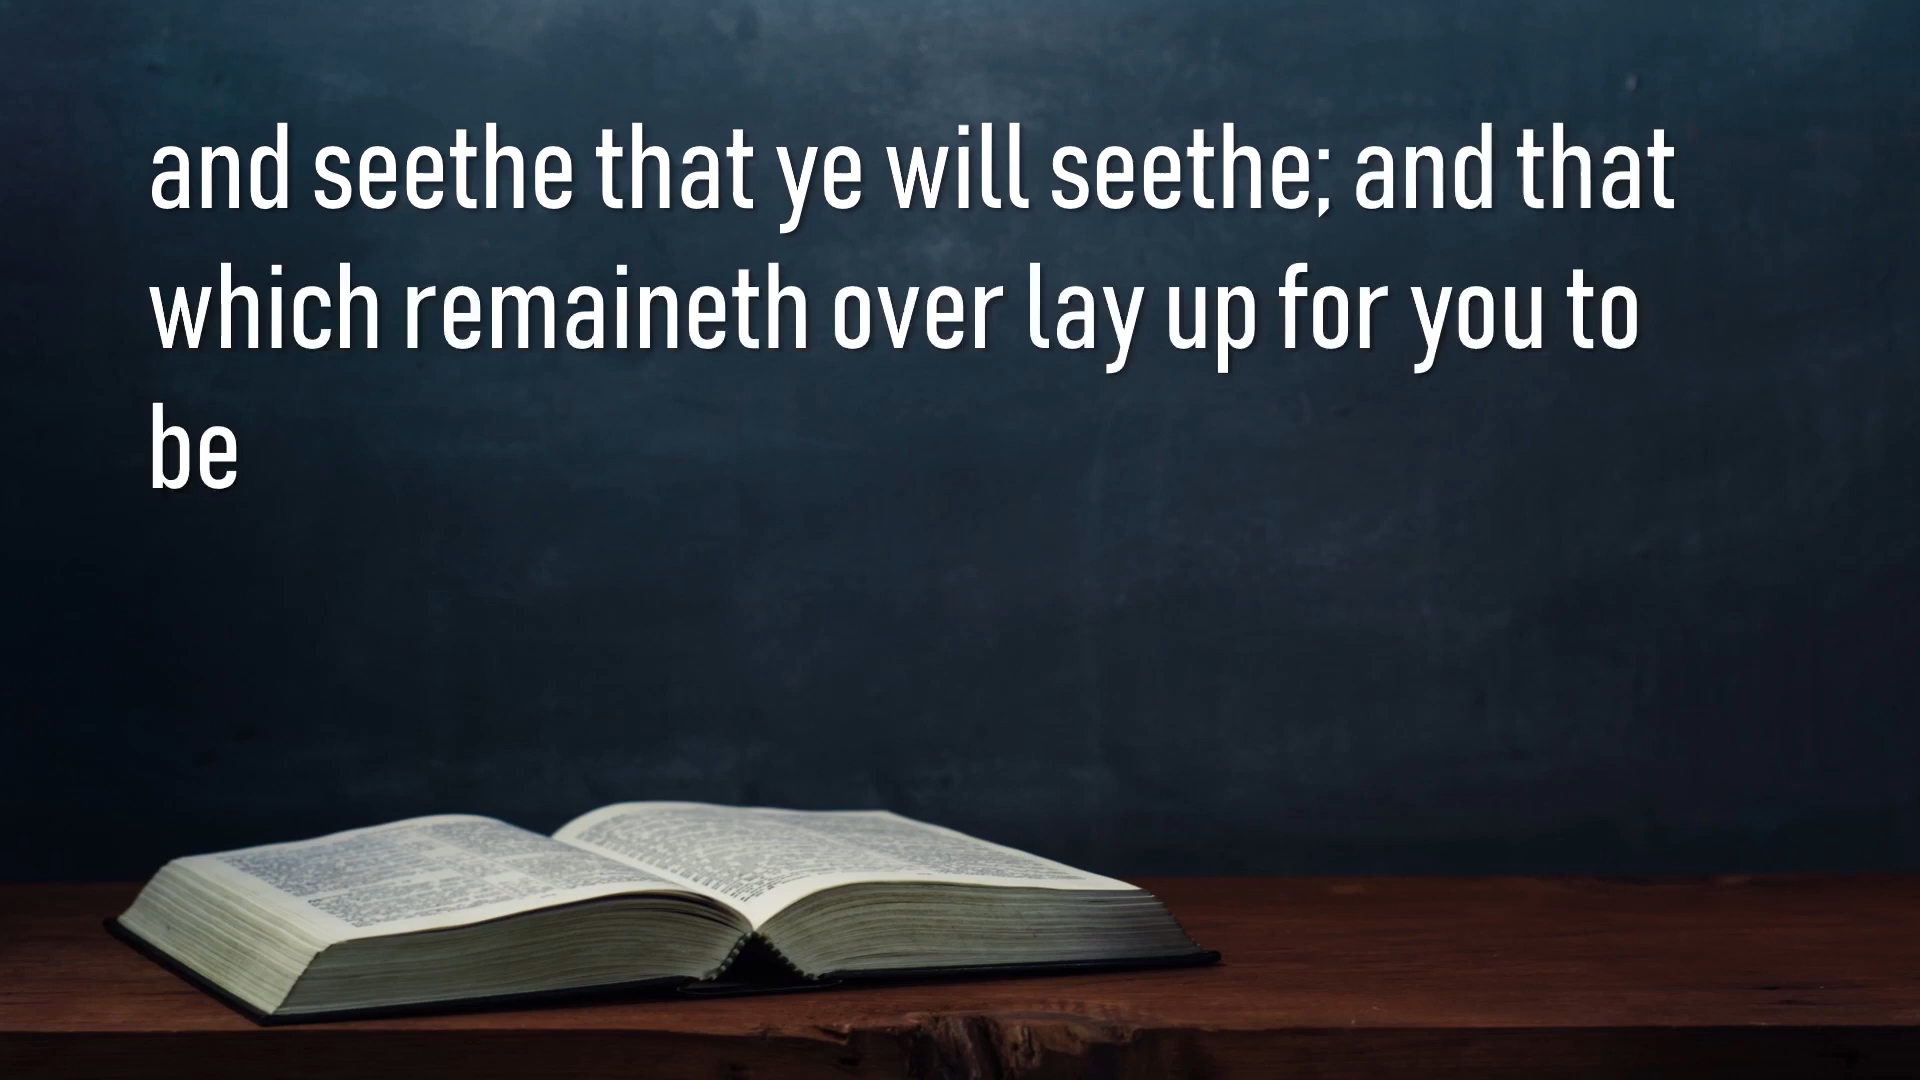 and seethe that ye will seethe; and that
which remaineth over lay up for you to
be